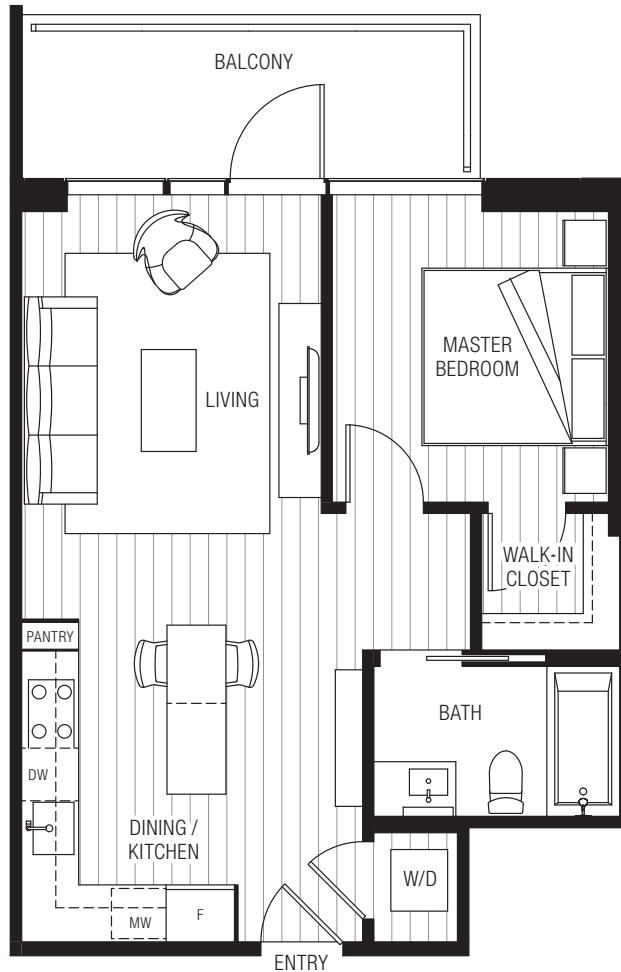 BALCONY
MASTER
BEDROOM
LIVING
WALK-IN
CLOSET
PANTRY
BATH
DW
DINING /
KITCHEN
W/D
MW
F
ENTRY